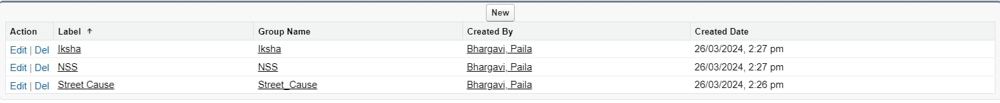 New
Action Label ↑ Group Name Created By Created Date
Edit | Del Iksha Iksha Bhargavi, Paila 26/03/2024, 2:27 pm
Edit | Del NSS NSS Bhargavi, Paila 26/03/2024, 2:27 pm
Edit | Del Street Cause Street_Cause Bhargavi, Paila 26/03/2024, 2:26 pm